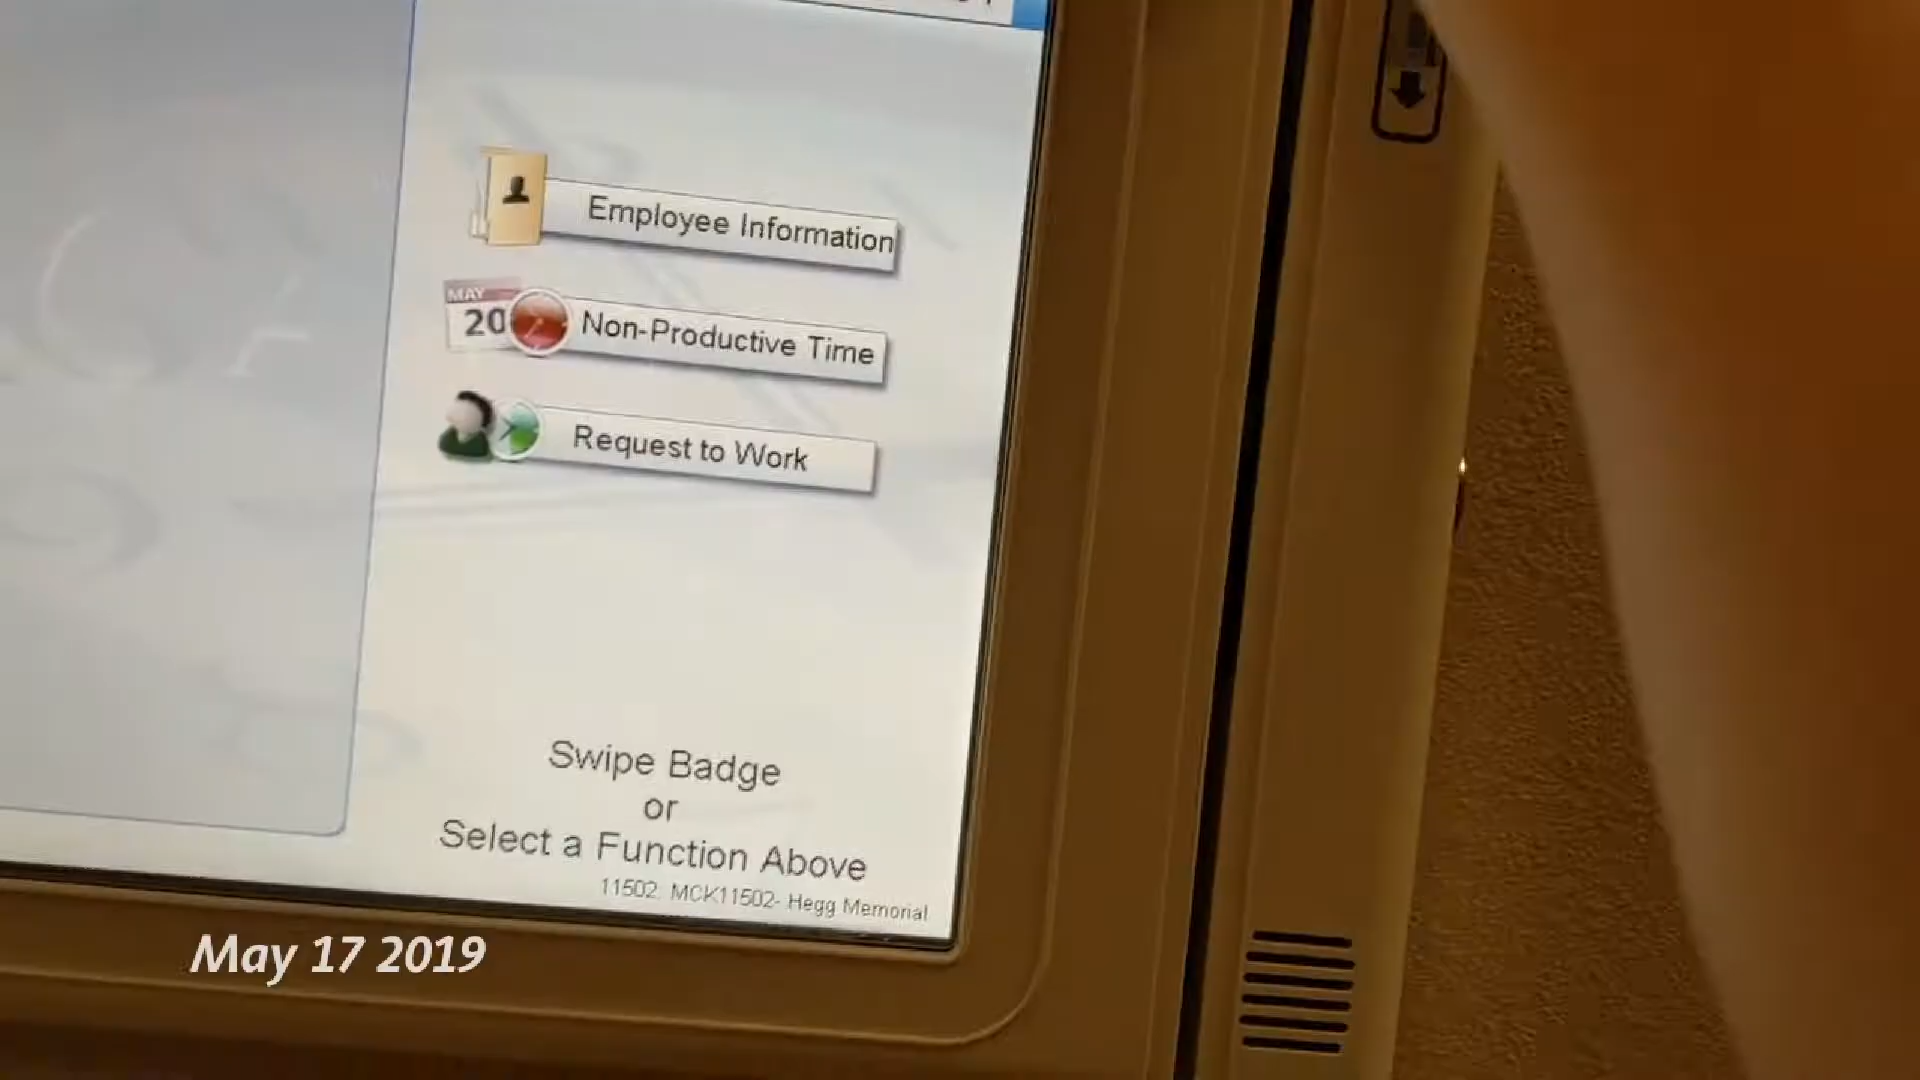 Employee Information
MAY
20
Non-Productive Time
Request to Work
Swipe Badge
or
Select a Function Above
11502: MCK11502- Hegg Memorial
May 17 2019